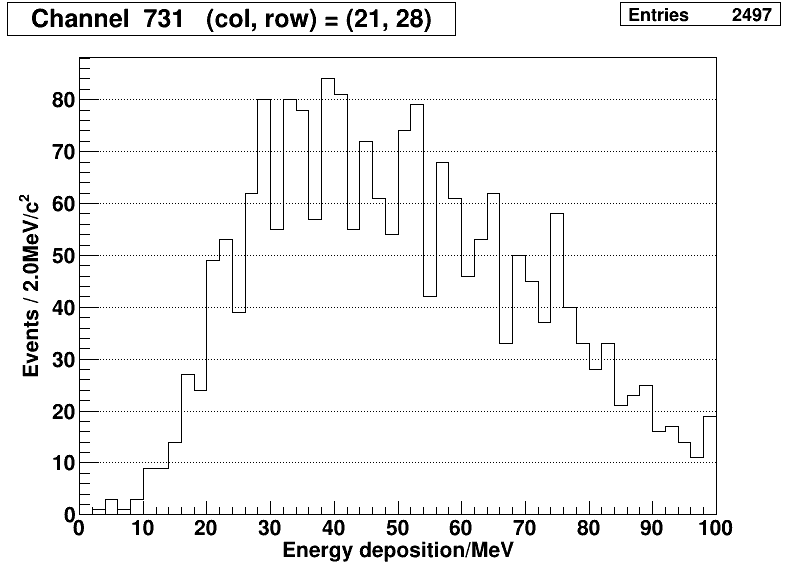 Channel 731 (col, row) = (21, 28)
Entries 2497
80
70
60
50
40
30
20
10
0
Events / 2.0MeV/c²
0 10 20 30 40 50 60 70 80 90 100
Energy deposition/MeV